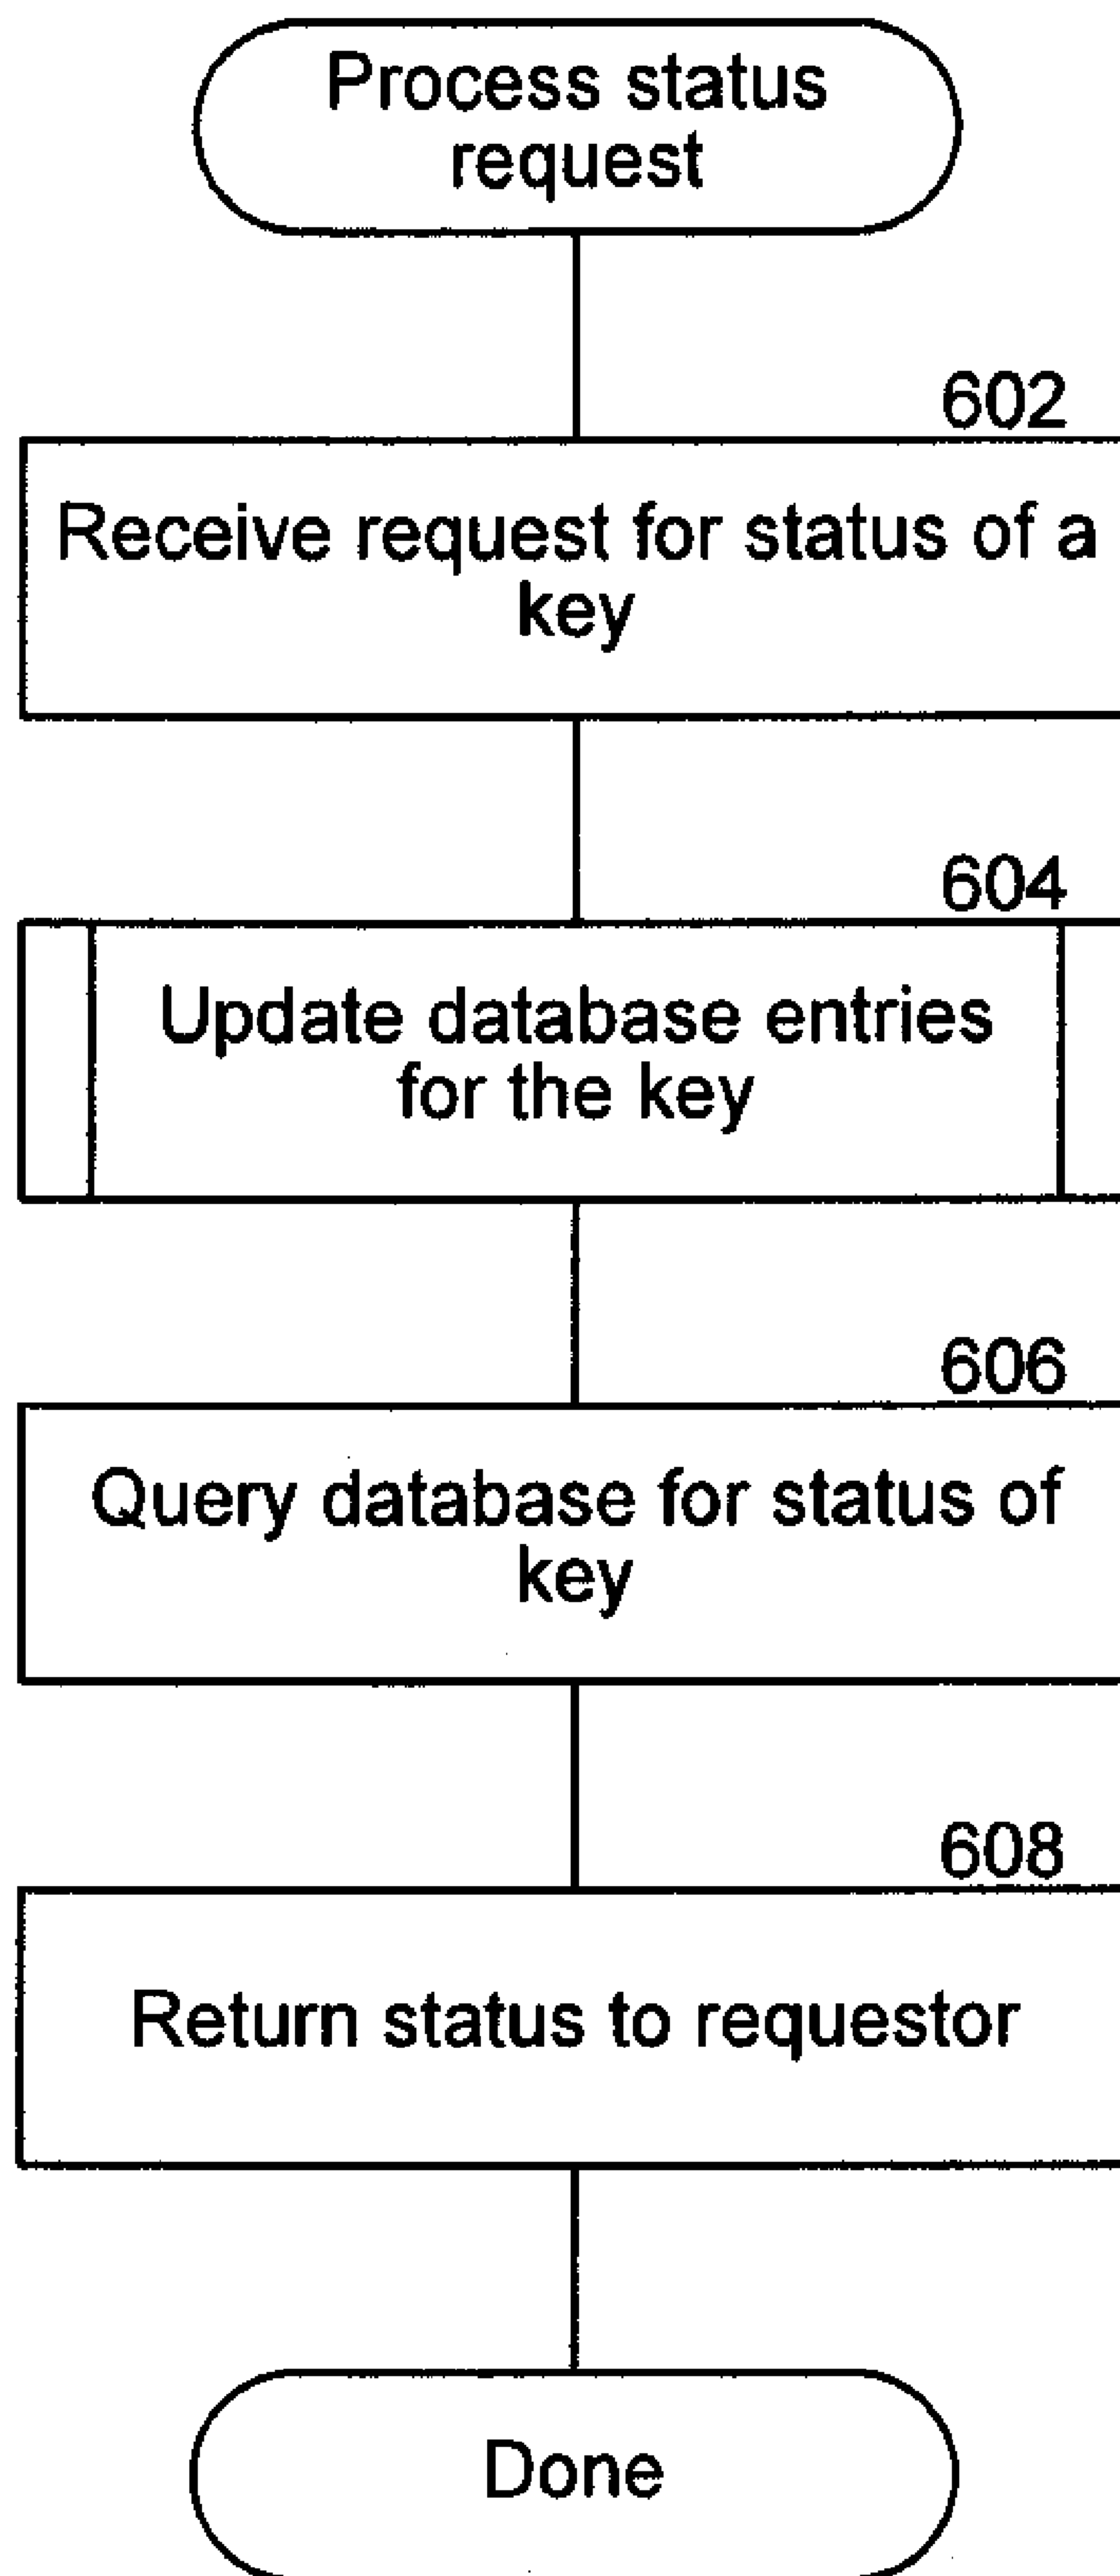 Process status
request
602
Receive request for status of a
key
604
Update database entries
for the key
606
Query database for status of
key
608
Return status to requestor
Done